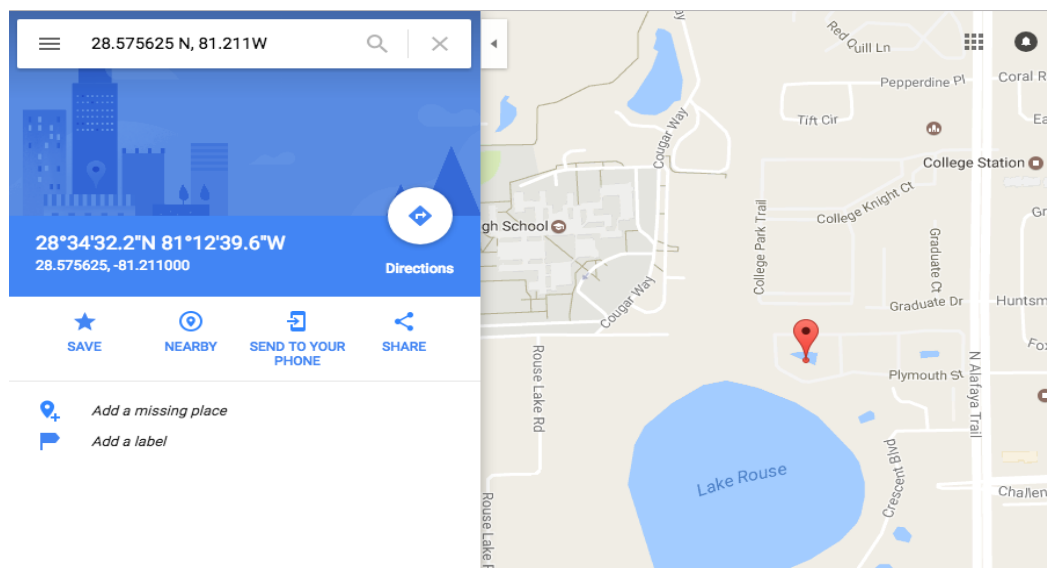 28.575625 N, 81.211W
28°34'32.2"N 81°12'39.6"W
28.575625, -81.211000
Directions
SAVE
NEARBY
SEND TO YOUR
PHONE
SHARE
Add a missing place
Add a label
Red Quill Ln
Pepperdine Pl
Coral R
Tift Cir
Ea
Cougar Way
College Station
College Knight Ct
gh School
College Park Trail
Gr
Graduate Ct
Graduate Dr
Huntsm
Cougar Way
Fox
Rouse Lake Rd
Plymouth St
N Alafaya Trail
Lake Rouse
Crescent Blvd
Challen
Rouse Lake